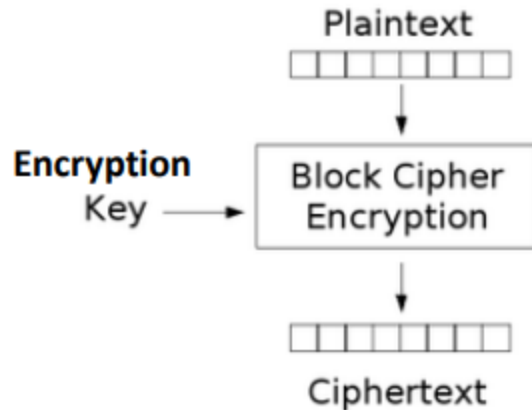 Plaintext
Encryption
Key
Block Cipher
Encryption
Ciphertext